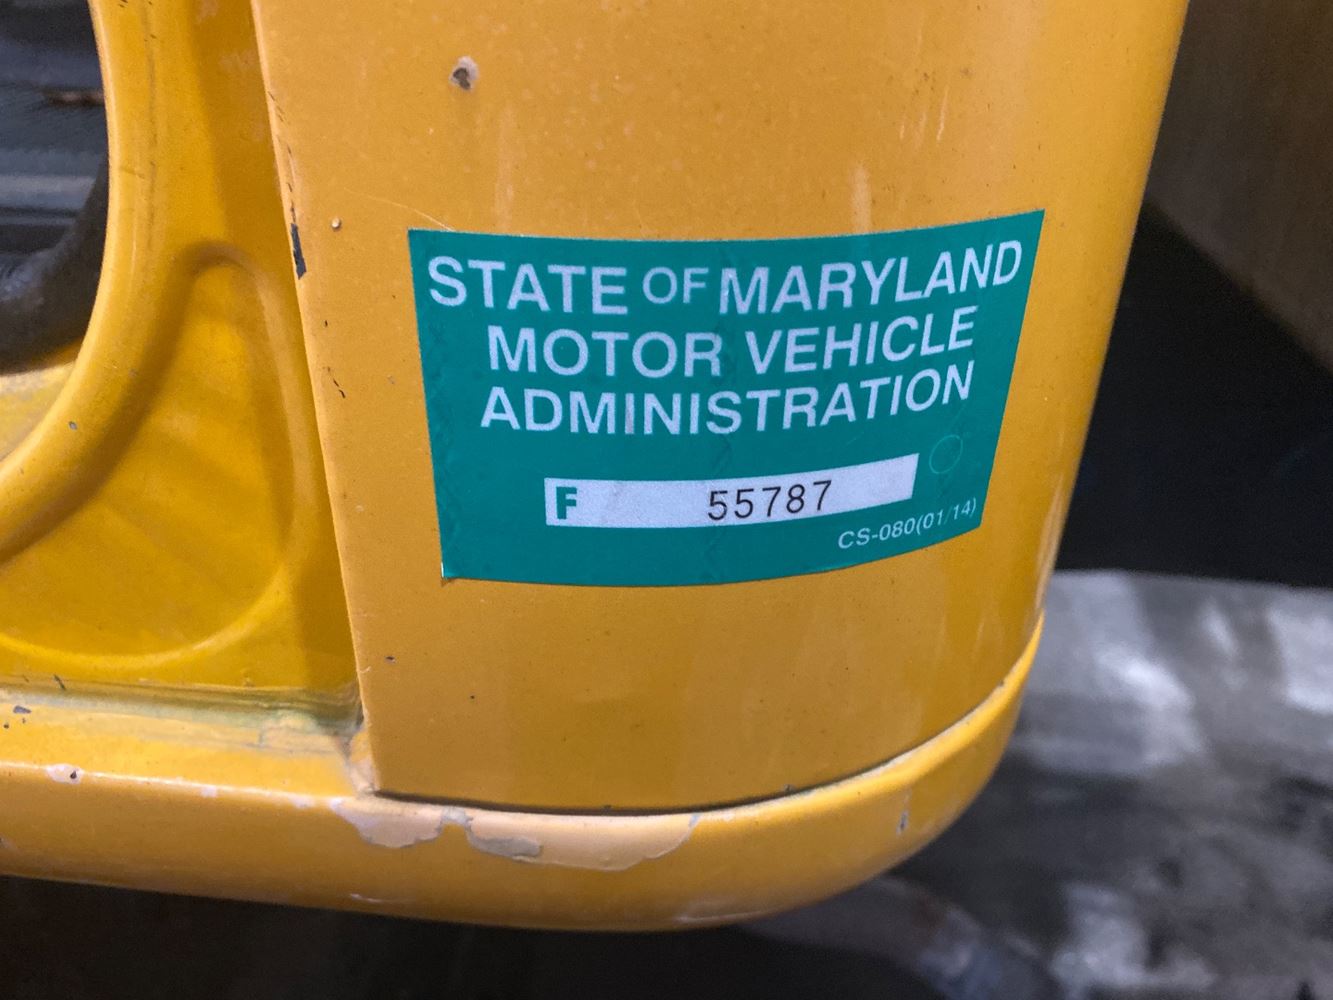 STATE OF MARYLAND
MOTOR VEHICLE
ADMINISTRATION
F 55787
CS-080(01/14)